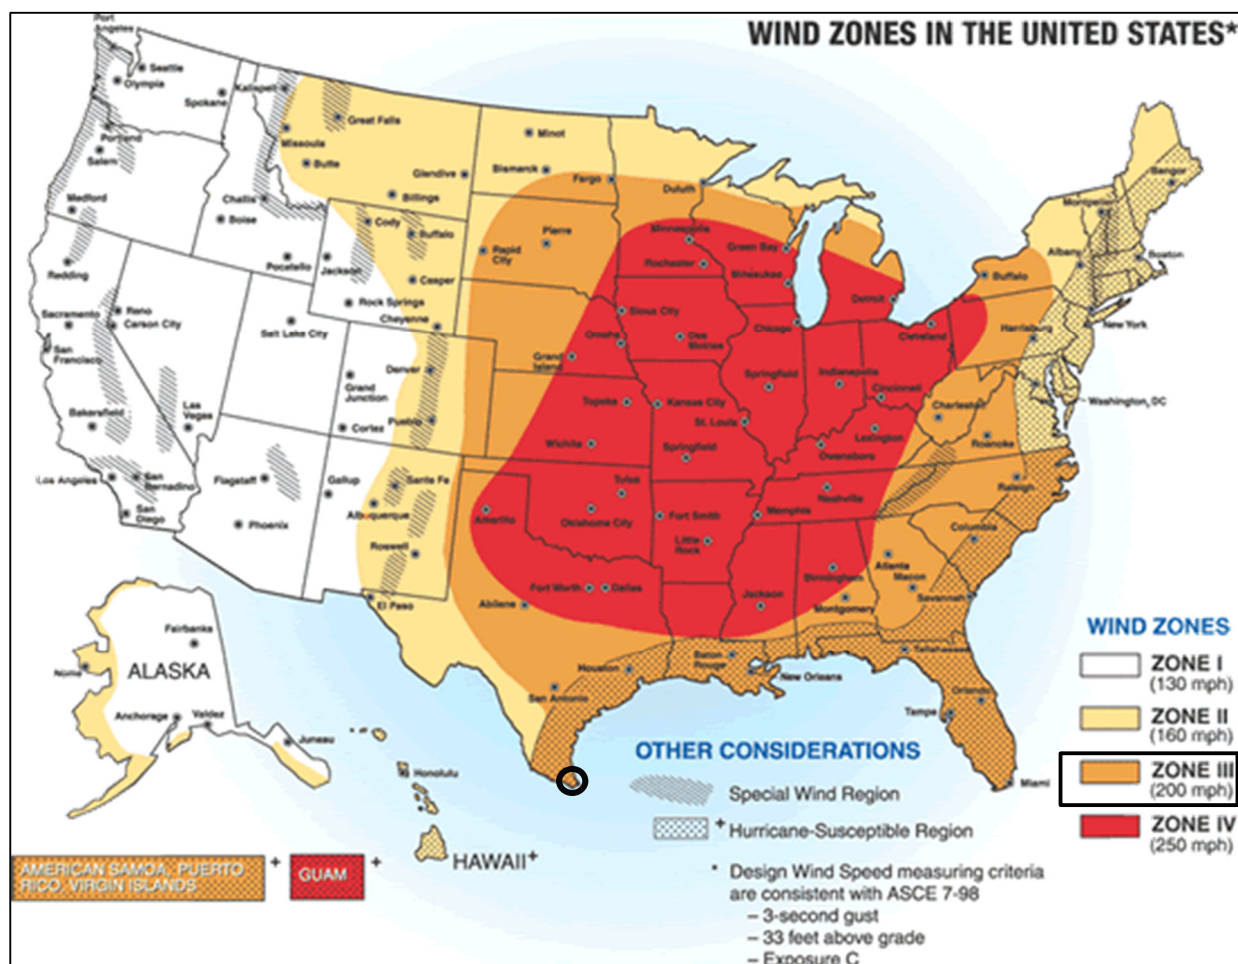 WIND ZONES IN THE UNITED STATES*
Port
Angeles
Seattle
Olympia
Spokane
Kalispell
Great Falls
Missoula
Butte
Glendive
Billings
Minot
Bismarck
Fargo
Duluth
Portland
Salem
Medford
Challis
Boise
Pocatello
Cody
Buffalo
Jackson
Casper
Rock Springs
Cheyenne
Rapid
City
Pierre
Minneapolis
Rochester
Green Bay
Milwaukee
Detroit
Buffalo
Albany
Montpelier
Bangor
Boston
New York
Harrisburg
Washington, DC
Redding
Sacramento
Reno
Carson City
San
Francisco
Salt Lake City
Grand
Junction
Denver
Pueblo
Cortez
Grand
Island
Omaha
Sioux City
Des
Moines
Chicago
Cleveland
Springfield
Indianapolis
Cincinnati
Charleston
Roanoke
Raleigh
Bakersfield
Las
Vegas
Los Angeles
San
Bernadino
San
Diego
Flagstaff
Phoenix
Gallup
Sante Fe
Albuquerque
Roswell
El Paso
Topeka
Kansas City
St. Louis
Wichita
Springfield
Lexington
Owensboro
Tulsa
Oklahoma City
Amarillo
Fort Smith
Little
Rock
Memphis
Nashville
Columbia
Atlanta
Macon
Savannah
Birmingham
Montgomery
Jackson
Fort Worth
Dallas
Abilene
Houston
San Antonio
Baton
Rouge
New Orleans
Tallahassee
Orlando
Tampa
Miami
Fairbanks
ALASKA
Nome
Anchorage
Valdez
Juneau
Honolulu
HAWAII+
AMERICAN SAMOA, PUERTO
RICO, VIRGIN ISLANDS
+
GUAM
+
OTHER CONSIDERATIONS
Special Wind Region
+ Hurricane-Susceptible Region
* Design Wind Speed measuring criteria
are consistent with ASCE 7-98
– 3-second gust
– 33 feet above grade
– Exposure C
WIND ZONES
ZONE I
(130 mph)
ZONE II
(160 mph)
ZONE III
(200 mph)
ZONE IV
(250 mph)